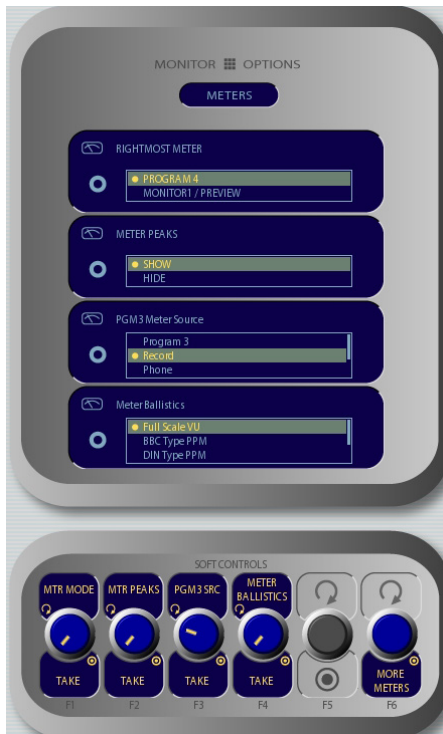 MONITOR OPTIONS
METERS
RIGHTMOST METER
PROGRAM 4
MONITOR1 / PREVIEW
METER PEAKS
SHOW
HIDE
PGM3 Meter Source
Program 3
Record
Phone
Meter Ballistics
Full Scale VU
BBC Type PPM
DIN Type PPM
SOFT CONTROLS
MTR MODE
MTR PEAKS
PGM3 SRC
METER
BALLISTICS
TAKE
TAKE
TAKE
TAKE
MORE
METERS
F1
F2
F3
F4
F5
F6